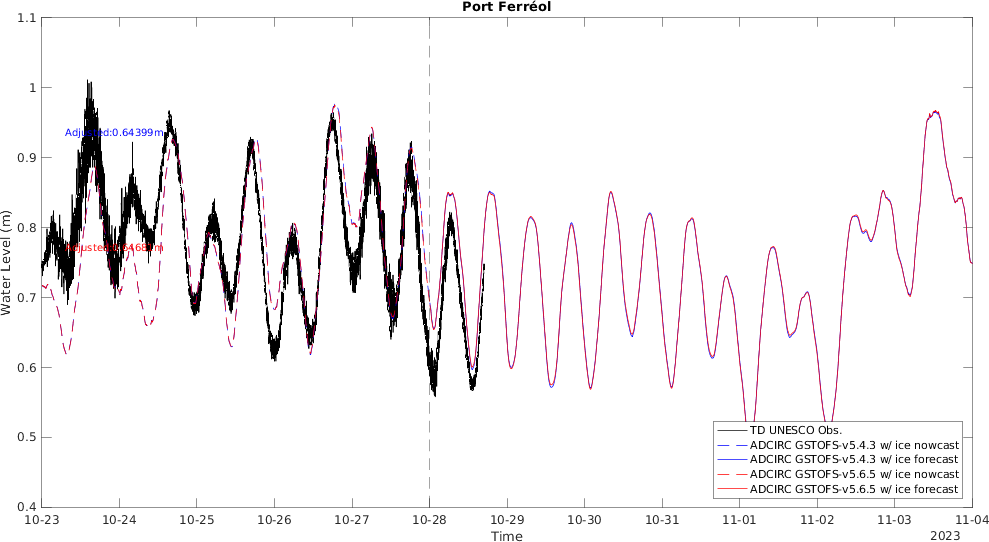 Port Ferréol
Water Level (m)
1.1
1
0.9
0.8
0.7
0.6
0.5
0.4
Adjusted:0.64399m
TD UNESCO Obs.
ADCIRC GSTOFS-v5.4.3 w/ ice nowcast
ADCIRC GSTOFS-v5.4.3 w/ ice forecast
ADCIRC GSTOFS-v5.6.5 w/ ice nowcast
ADCIRC GSTOFS-v5.6.5 w/ ice forecast
10-23 10-24 10-25 10-26 10-27 10-28 10-29 10-30 10-31 11-01 11-02 11-03 11-04
Time
2023